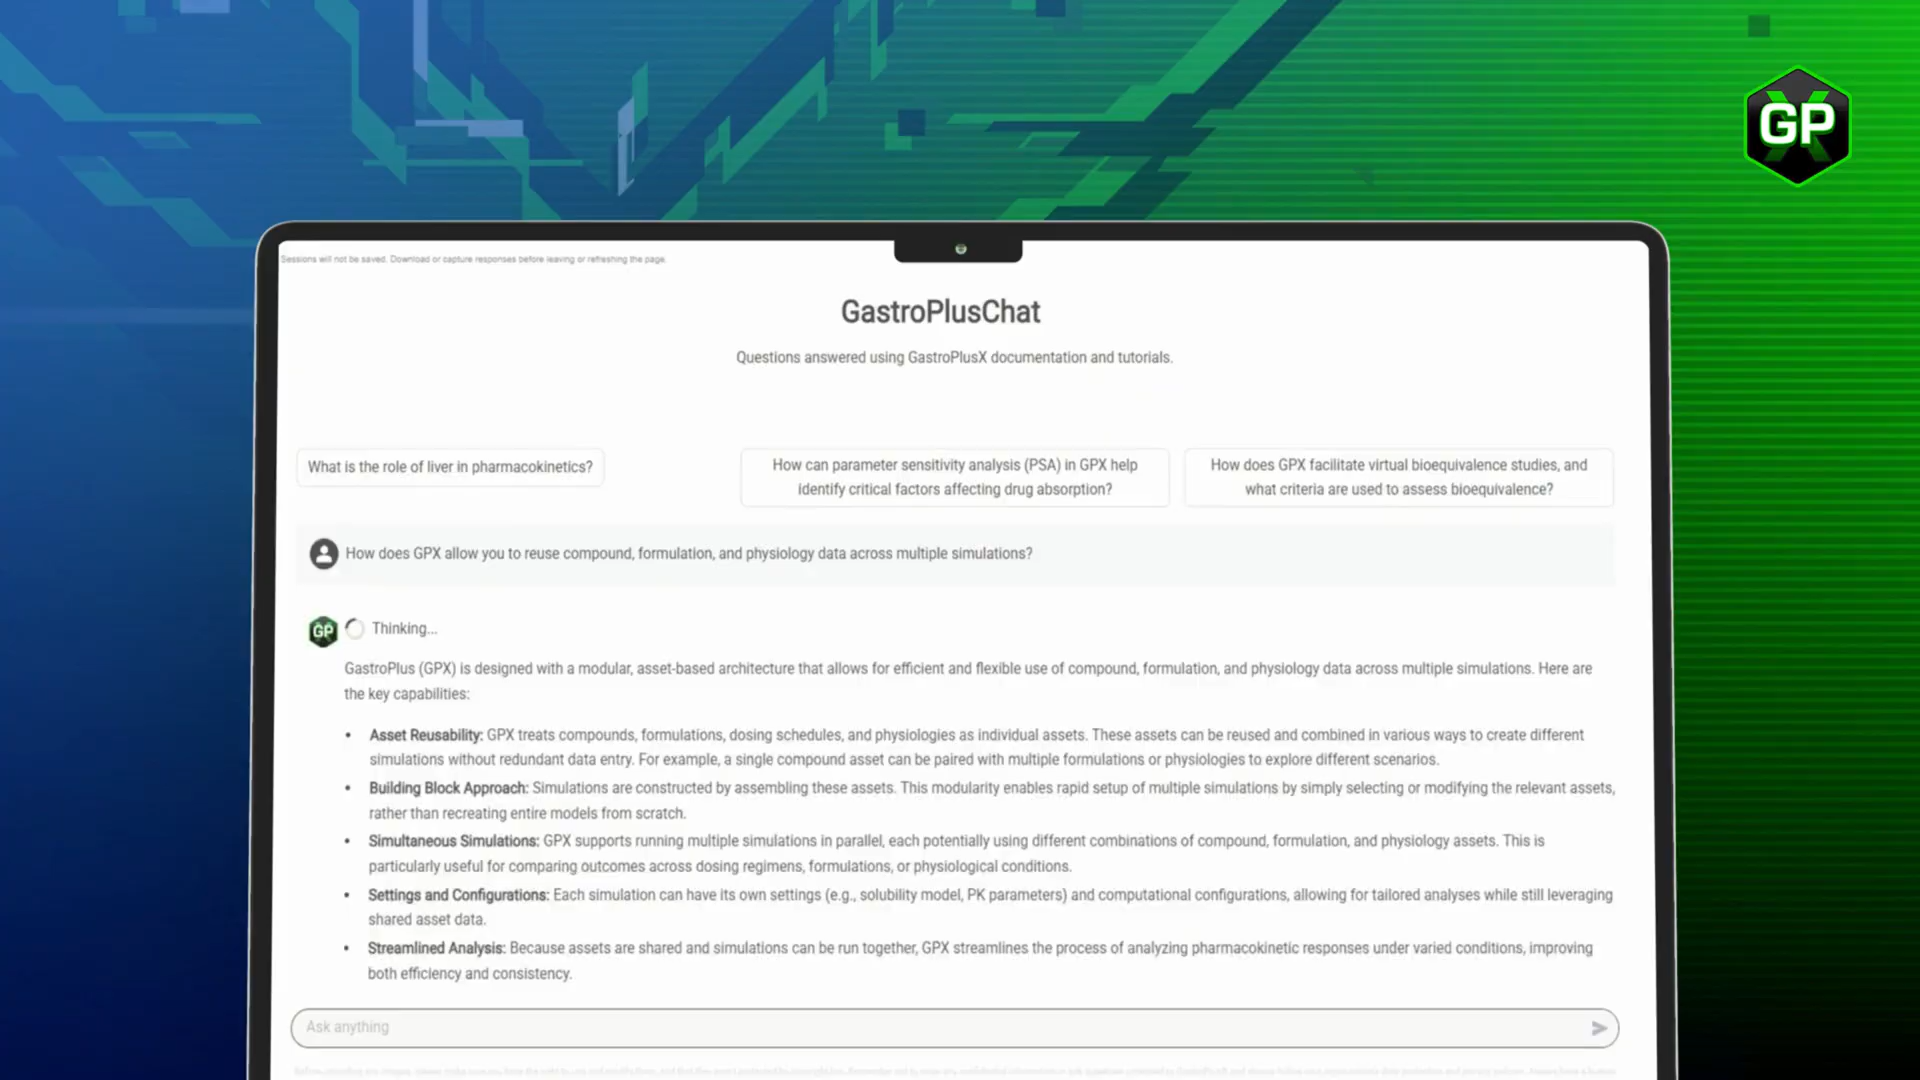 GP
Sessions will not be saved. Download or capture responses before leaving or refreshing the page.
GastroPlusChat
Questions answered using GastroPlusX documentation and tutorials.
What is the role of liver in pharmacokinetics?
How can parameter sensitivity analysis (PSA) in GPX help
identify critical factors affecting drug absorption?
How does GPX facilitate virtual bioequivalence studies, and
what criteria are used to assess bioequivalence?
How does GPX allow you to reuse compound, formulation, and physiology data across multiple simulations?
GP
Thinking...
GastroPlus (GPX) is designed with a modular, asset-based architecture that allows for efficient and flexible use of compound, formulation, and physiology data across multiple simulations. Here are
the key capabilities:
• Asset Reusability: GPX treats compounds, formulations, dosing schedules, and physiologies as individual assets. These assets can be reused and combined in various ways to create different
simulations without redundant data entry. For example, a single compound asset can be paired with multiple formulations or physiologies to explore different scenarios.
• Building Block Approach: Simulations are constructed by assembling these assets. This modularity enables rapid setup of multiple simulations by simply selecting or modifying the relevant assets,
rather than recreating entire models from scratch.
• Simultaneous Simulations: GPX supports running multiple simulations in parallel, each potentially using different combinations of compound, formulation, and physiology assets. This is
particularly useful for comparing outcomes across dosing regimens, formulations, or physiological conditions.
• Settings and Configurations: Each simulation can have its own settings (e.g., solubility model, PK parameters) and computational configurations, allowing for tailored analyses while still leveraging
shared asset data.
• Streamlined Analysis: Because assets are shared and simulations can be run together, GPX streamlines the process of analyzing pharmacokinetic responses under varied conditions, improving
both efficiency and consistency.
Ask anything